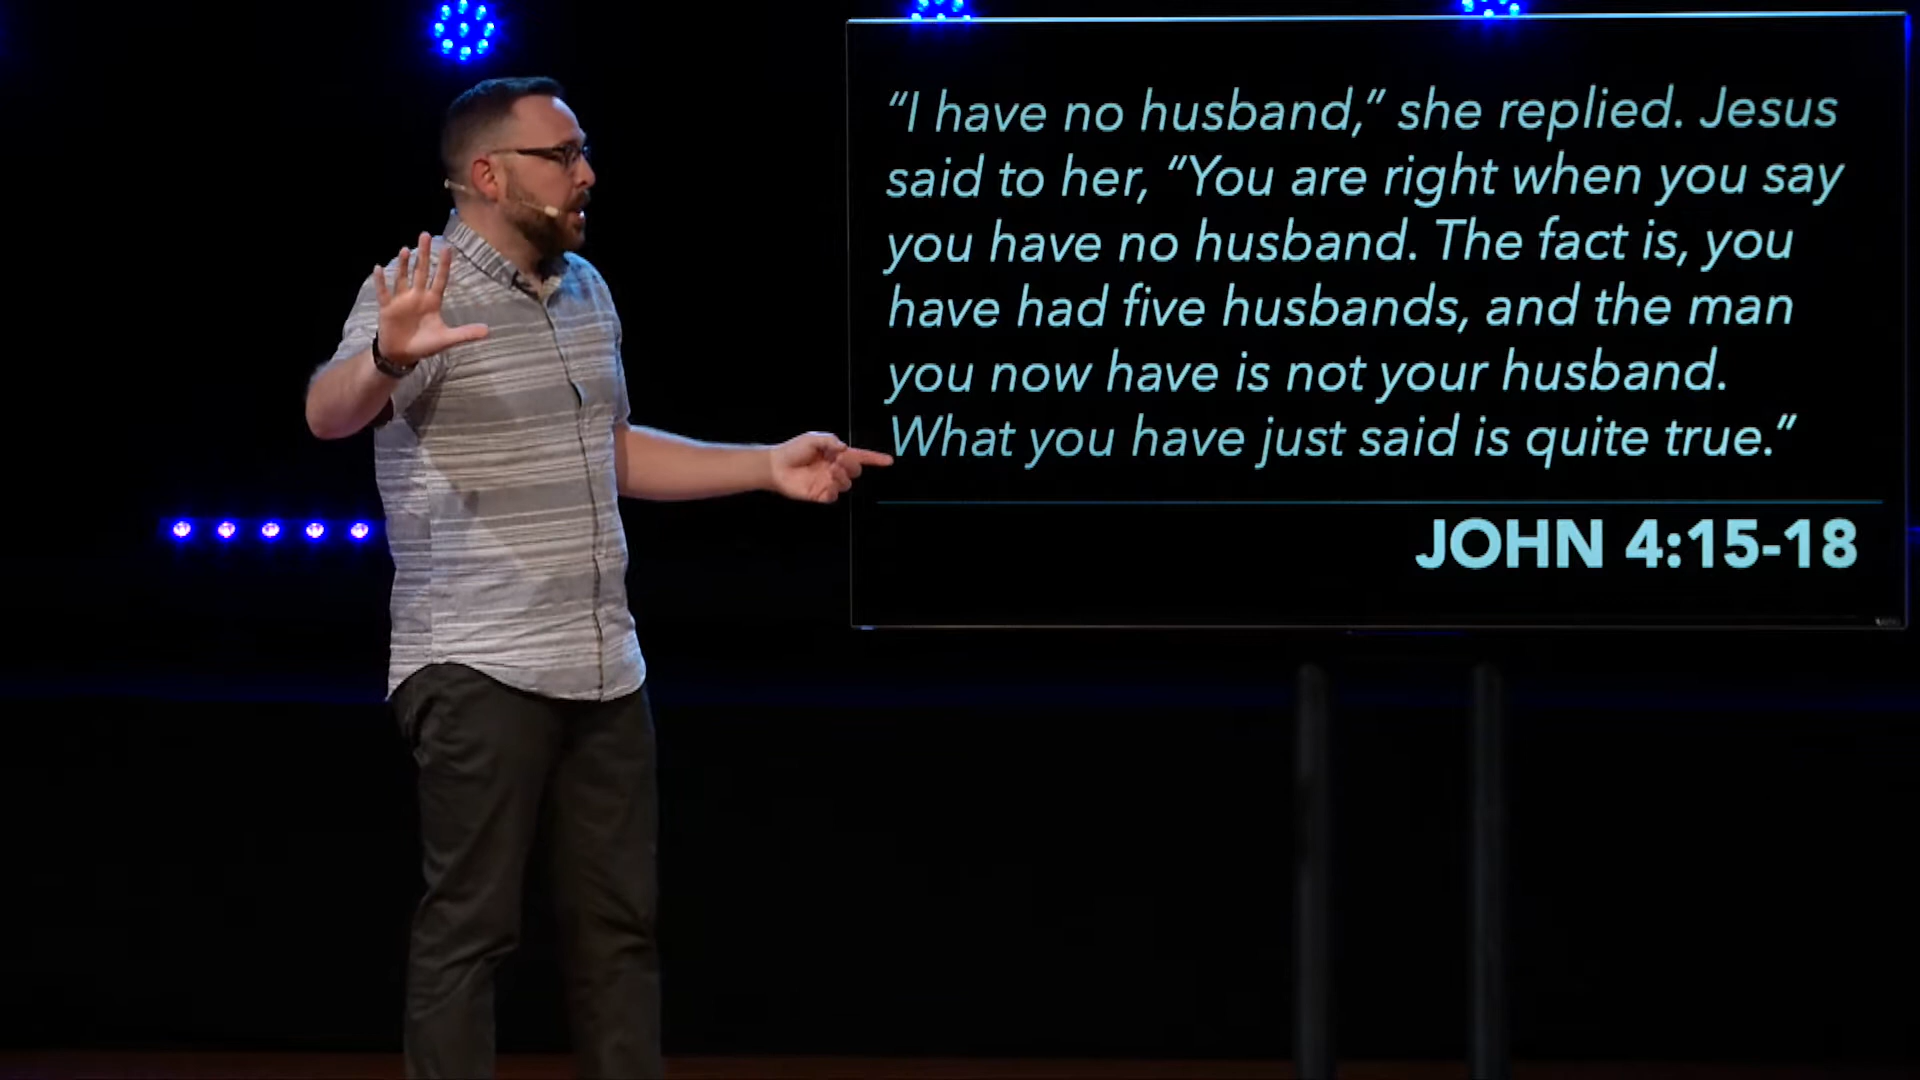 “I have no husband,” she replied. Jesus
said to her, “You are right when you say
you have no husband. The fact is, you
have had five husbands, and the man
you now have is not your husband.
What you have just said is quite true.”
JOHN 4:15-18